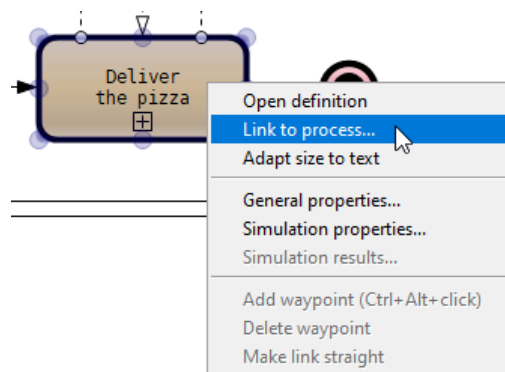 Deliver
the pizza
Open definition
Link to process...
Adapt size to text
General properties...
Simulation properties...
Simulation results...
Add waypoint (Ctrl+Alt+click)
Delete waypoint
Make link straight